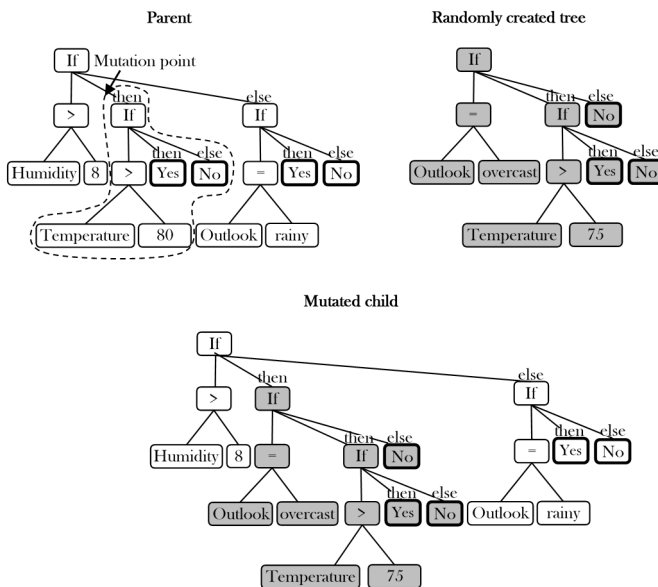 Parent
Randomly created tree
If
Mutation point
then
else
>
If
If
Humidity
8
>
then
Yes
else
No
=
then
Yes
else
No
Temperature
80
Outlook
rainy
If
then
else
=
If
No
Outlook
overcast
>
then
Yes
else
No
Temperature
75
Mutated child
If
then
else
>
If
If
Humidity
8
=
then
If
else
No
=
then
Yes
else
No
Outlook
overcast
>
then
Yes
else
No
Outlook
rainy
Temperature
75